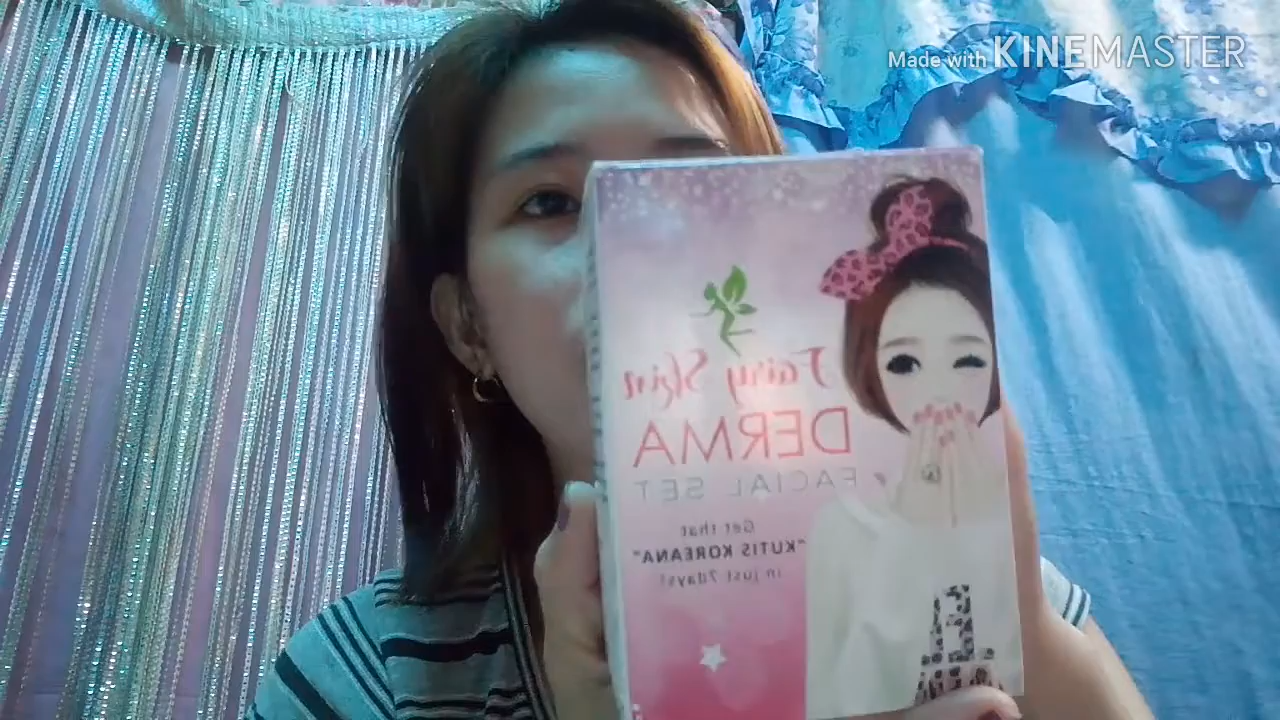 Made with KINEMASTER
Fairy Skin
DERMA
FACIAL SET
Get that
"KUTIS KOREANA"
in just 7days!